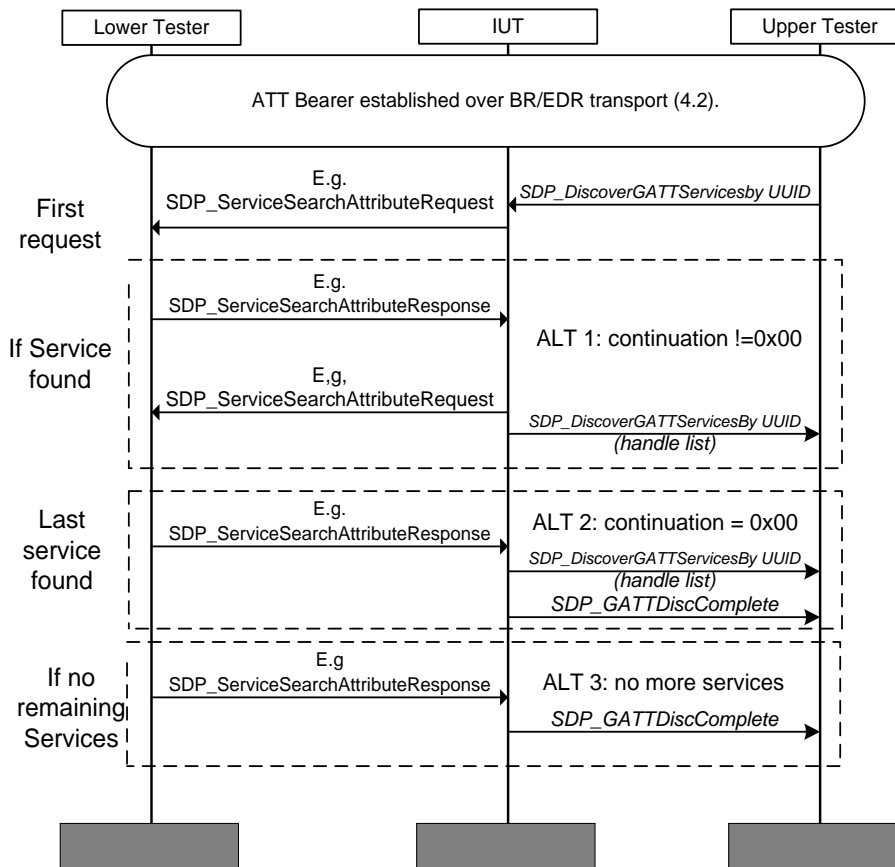 Lower Tester
IUT
Upper Tester
ATT Bearer established over BR/EDR transport (4.2).
First
request
E.g.
SDP_ServiceSearchAttributeRequest
SDP_DiscoverGATTServicesby UUID
If Service
found
E.g.
SDP_ServiceSearchAttributeResponse
ALT 1: continuation !=0x00
E,g,
SDP_ServiceSearchAttributeRequest
SDP_DiscoverGATTServicesBy UUID
(handle list)
Last
service
found
E.g.
SDP_ServiceSearchAttributeResponse
ALT 2: continuation = 0x00
SDP_DiscoverGATTServicesBy UUID
(handle list)
SDP_GATTDiscComplete
If no
remaining
Services
E.g
SDP_ServiceSearchAttributeResponse
ALT 3: no more services
SDP_GATTDiscComplete